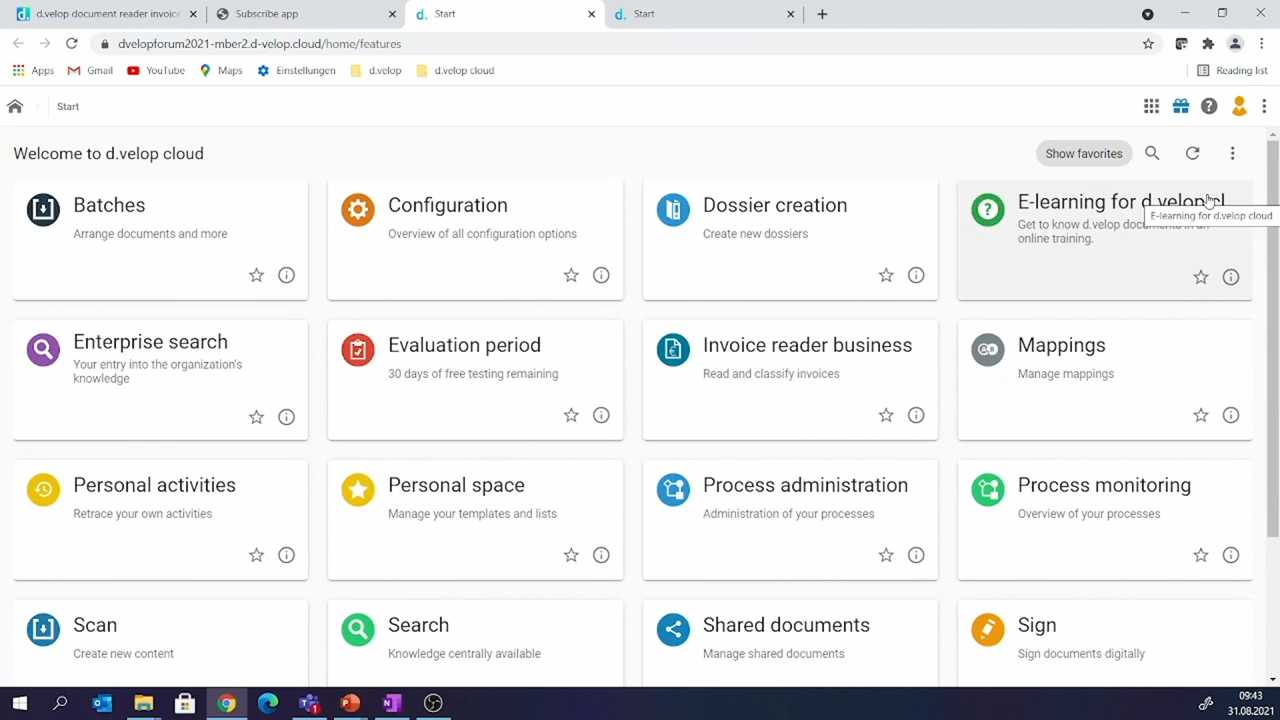 d.velop document reader invoice
Subscribe app
d. Start
d. Start
dvelopforum2021-mber2.d-velop.cloud/home/features
Apps
Gmail
YouTube
Maps
Einstellungen
d.velop
d.velop cloud
Reading list
Start
Welcome to d.velop cloud
Show favorites
Batches
Arrange documents and more
Configuration
Overview of all configuration options
Dossier creation
Create new dossiers
E-learning for d.velop cl
Get to know d.velop documents in an
online training.
E-learning for d.velop cloud
Enterprise search
Your entry into the organization's
knowledge
Evaluation period
30 days of free testing remaining
Invoice reader business
Read and classify invoices
Mappings
Manage mappings
Personal activities
Retrace your own activities
Personal space
Manage your templates and lists
Process administration
Administration of your processes
Process monitoring
Overview of your processes
Scan
Create new content
Search
Knowledge centrally available
Shared documents
Manage shared documents
Sign
Sign documents digitally
09:43
31.08.2021